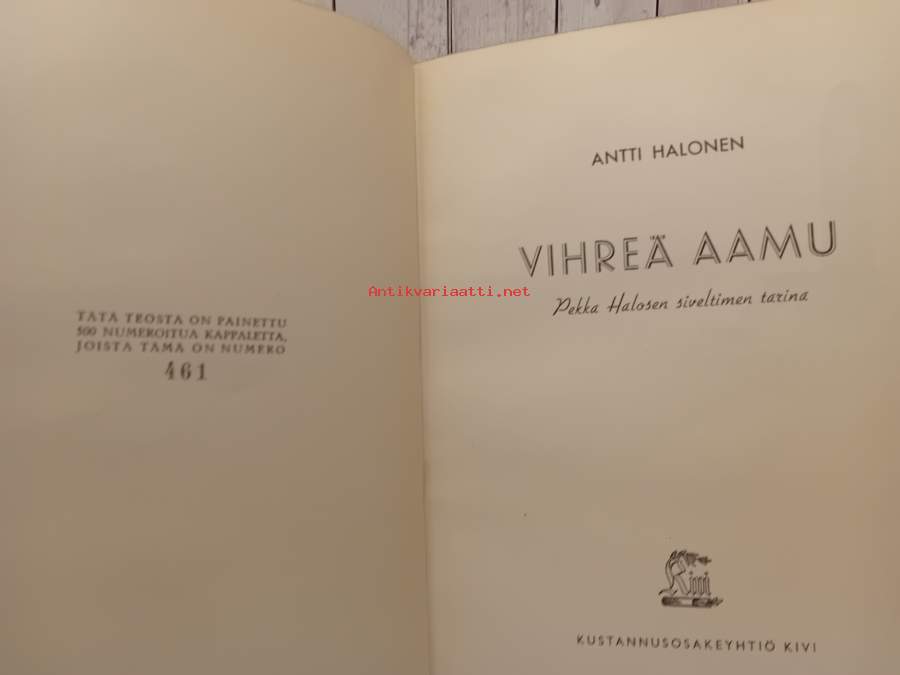 TÄTÄ TEOSTA ON PAINETTU
500 NUMEROITUA KAPPALETTA,
JOISTA TÄMÄ ON NUMERO
461
Antikvariaatti.net
ANTTI HALONEN
VIHREÄ AAMU
Pekka Halosen siveltimen tarina
Kivi
KUSTANNUSOSAKEYHTIÖ KIVI